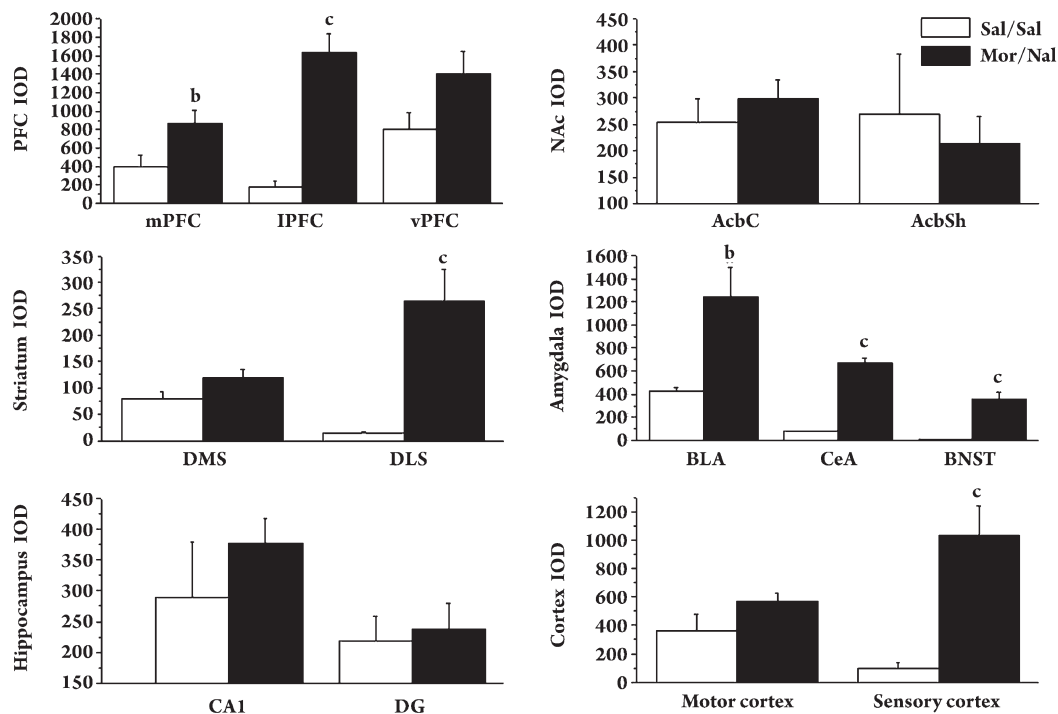 PFC IOD
2000
1800
1600
1400
1200
1000
800
600
400
200
0
b
c
mPFC
lPFC
vPFC
NAc IOD
450
400
350
300
250
200
150
100
Sal/Sal
Mor/Nal
AcbC
AcbSh
Striatum IOD
350
300
250
200
150
100
50
0
c
DMS
DLS
Amygdala IOD
1600
1400
1200
1000
800
600
400
200
0
b
c
c
BLA
CeA
BNST
Hippocampus IOD
450
400
350
300
250
200
150
CA1
DG
Cortex IOD
1200
1000
800
600
400
200
0
c
Motor cortex
Sensory cortex